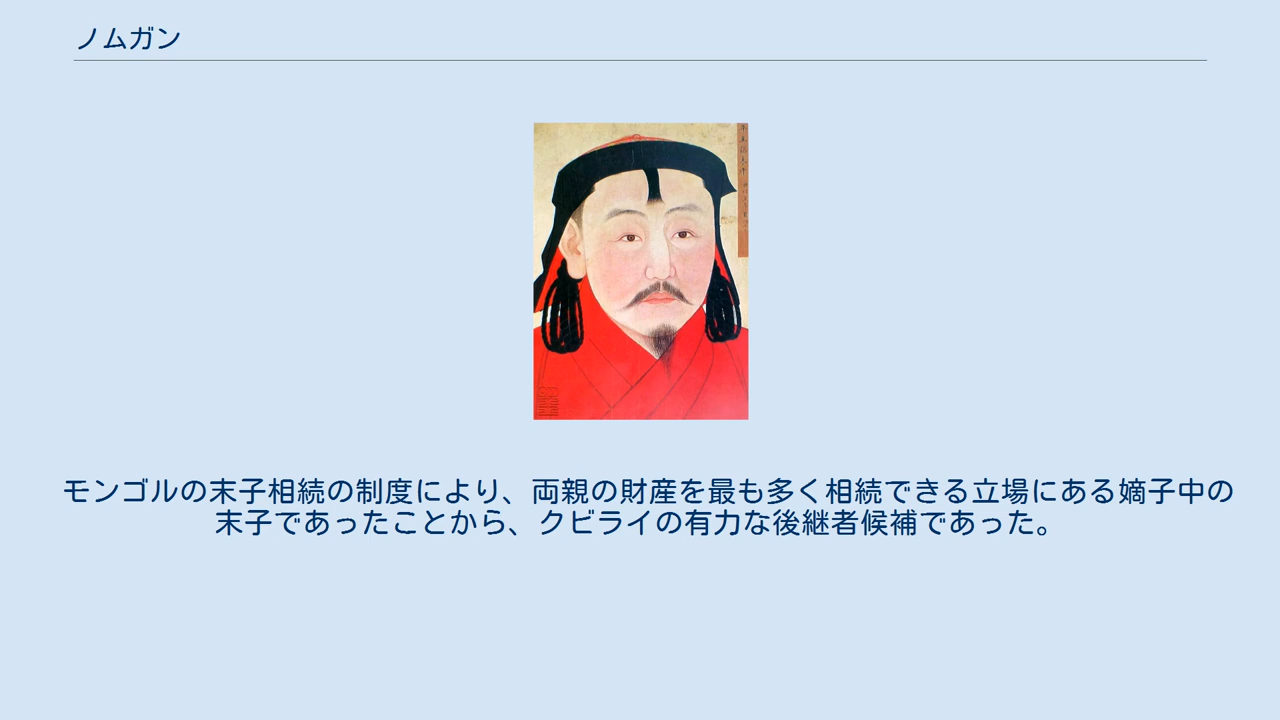 ノムガン
モンゴルの末子相続の制度により、両親の財産を最も多く相続できる立場にある嫡子中の
末子であったことから、クビライの有力な後継者候補であった。